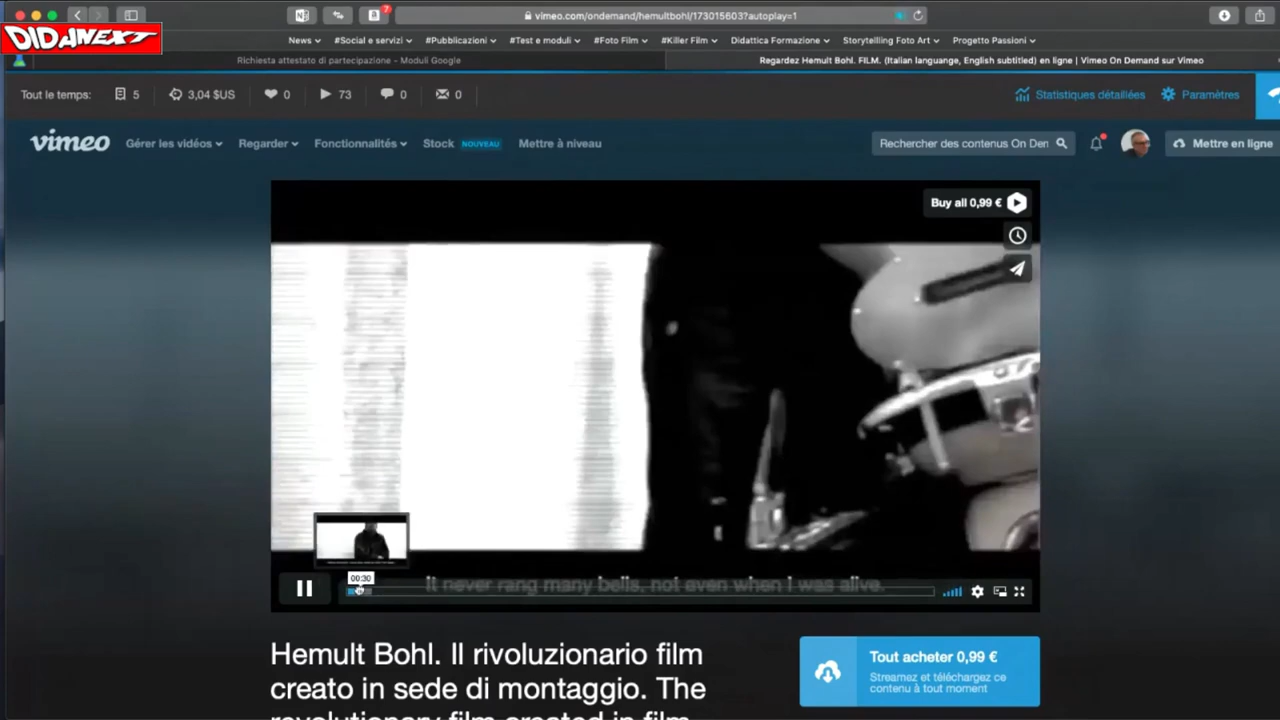 vimeo.com/ondemand/hemultbohl/173015603?autoplay=1
7
DIDANEXT
News #Social e servizi #Pubblicazioni #Test e moduli #Foto Film #Killer Film Didattica Formazione Storytelling Foto Art Progetto Passioni
Richiesta attestato di partecipazione - Moduli Google
Regardez Hemult Bohl. FILM. (Italian languange, English subtitled) en ligne | Vimeo On Demand sur Vimeo
Tout le temps: 5 3,04 $US 0 73 0 0 Statistiques détaillées Paramètres
vimeo Gérer les vidéos Regarder Fonctionnalités Stock NOUVEAU Mettre à niveau Rechercher des contenus On Den Mettre en ligne
Buy all 0,99 €
00:30
It never rang many bells, not even when I was alive.
Hemult Bohl. Il rivoluzionario film
creato in sede di montaggio. The
revolutionary film created in film
Tout acheter 0,99 €
Streamez et téléchargez ce
contenu à tout moment